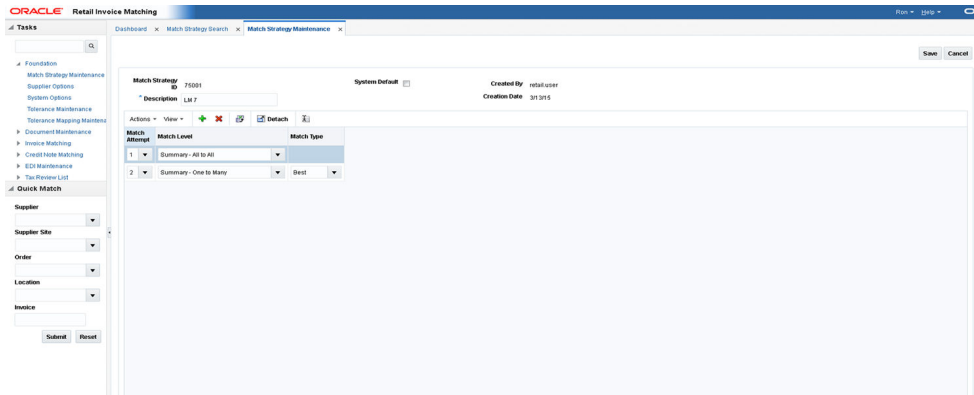 ORACLE Retail Invoice Matching
Ron Help
Tasks
Dashboard x Match Strategy Search x Match Strategy Maintenance x
Save Cancel
Foundation
Match Strategy Maintenance
Supplier Options
System Options
Tolerance Maintenance
Tolerance Mapping Maintena
Document Maintenance
Invoice Matching
Credit Note Matching
EDI Maintenance
Tax Review List
Quick Match
Supplier
Supplier Site
Order
Location
Invoice
Submit Reset
Match Strategy ID 75001
* Description LM 7
System Default
Created By retail.user
Creation Date 3/13/15
Actions View Detach
Match Attempt Match Level Match Type
1 Summary - All to All
2 Summary - One to Many Best